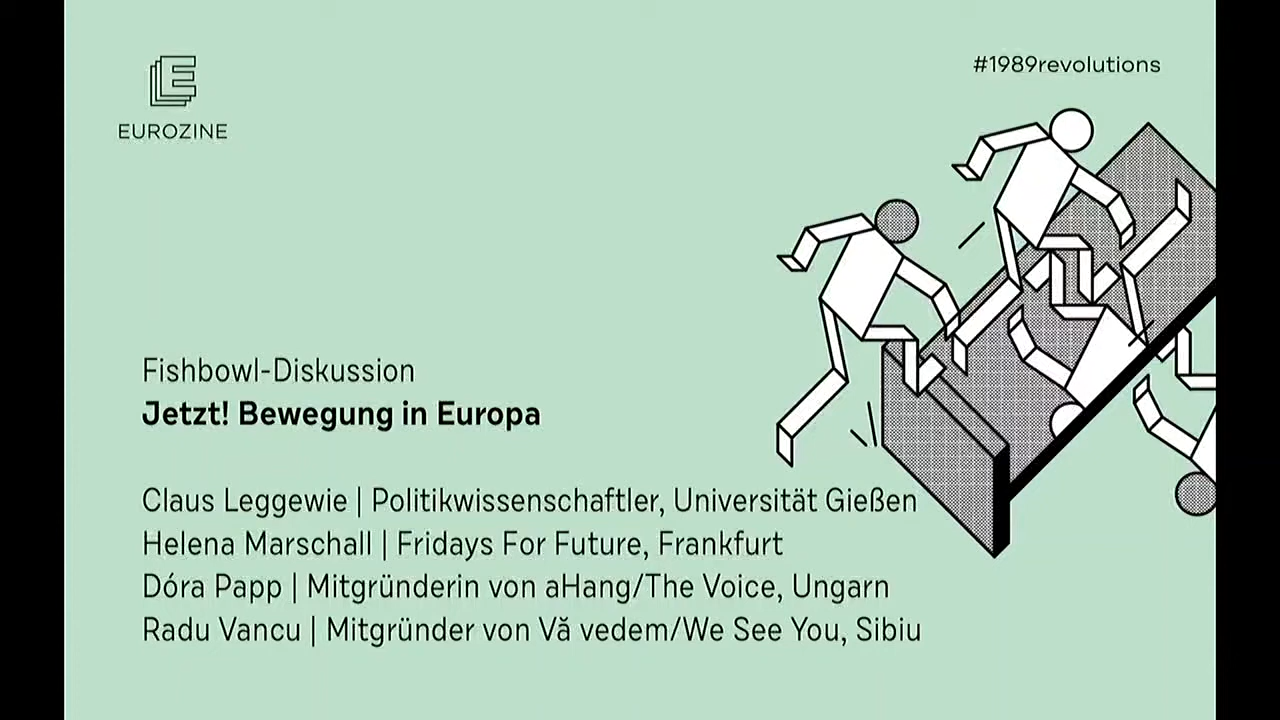 EUROZINE
#1989revolutions
Fishbowl-Diskussion
Jetzt! Bewegung in Europa
Claus Leggewie | Politikwissenschaftler, Universität Gießen
Helena Marschall | Fridays For Future, Frankfurt
Dóra Papp | Mitgründerin von aHang/The Voice, Ungarn
Radu Vancu | Mitgründer von Vă vedem/We See You, Sibiu